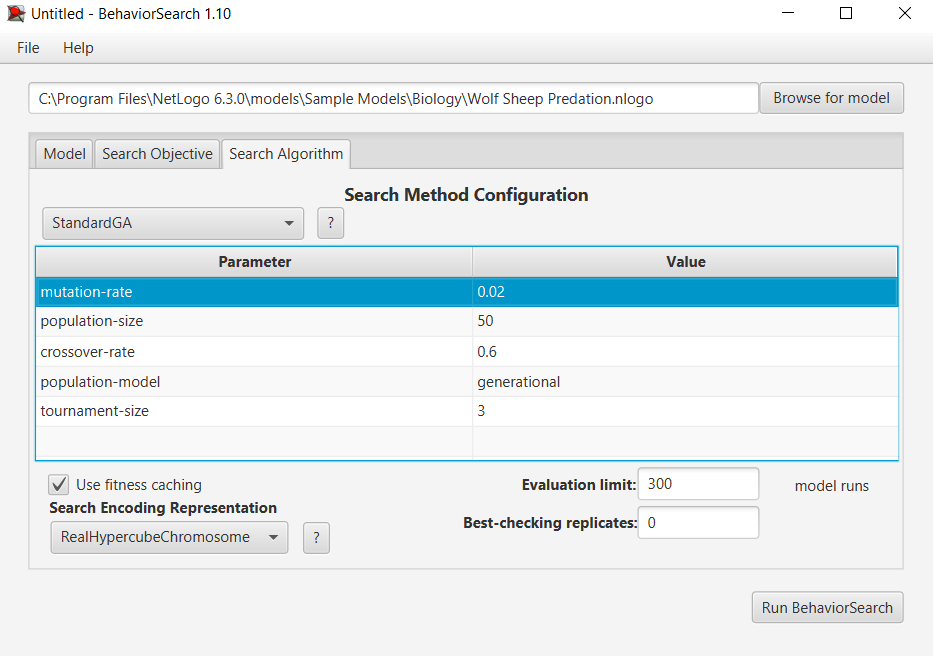 Untitled - BehaviorSearch 1.10
File Help
C:\Program Files\NetLogo 6.3.0\models\Sample Models\Biology\Wolf Sheep Predation.nlogo Browse for model
Model Search Objective Search Algorithm
Search Method Configuration
StandardGA ?
Parameter Value
mutation-rate 0.02
population-size 50
crossover-rate 0.6
population-model generational
tournament-size 3
Use fitness caching Evaluation limit: 300 model runs
Search Encoding Representation
Best-checking replicates: 0
RealHypercubeChromosome ?
Run BehaviorSearch